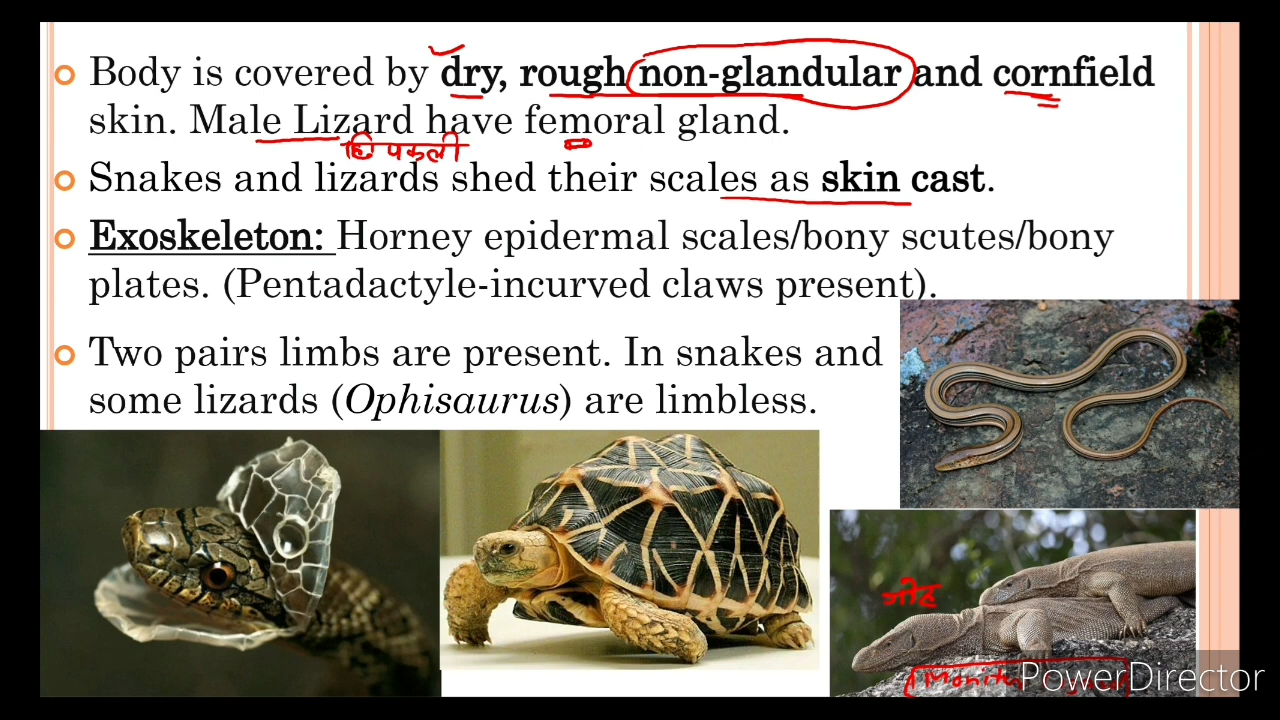 Body is covered by dry, rough non-glandular and cornfield
skin. Male Lizard have femoral gland.
छिपकली
Snakes and lizards shed their scales as skin cast.
Exoskeleton: Horney epidermal scales/bony scutes/bony
plates. (Pentadactyle-incurved claws present).
Two pairs limbs are present. In snakes and
some lizards (Ophisaurus) are limbless.
गोह
PowerDirector